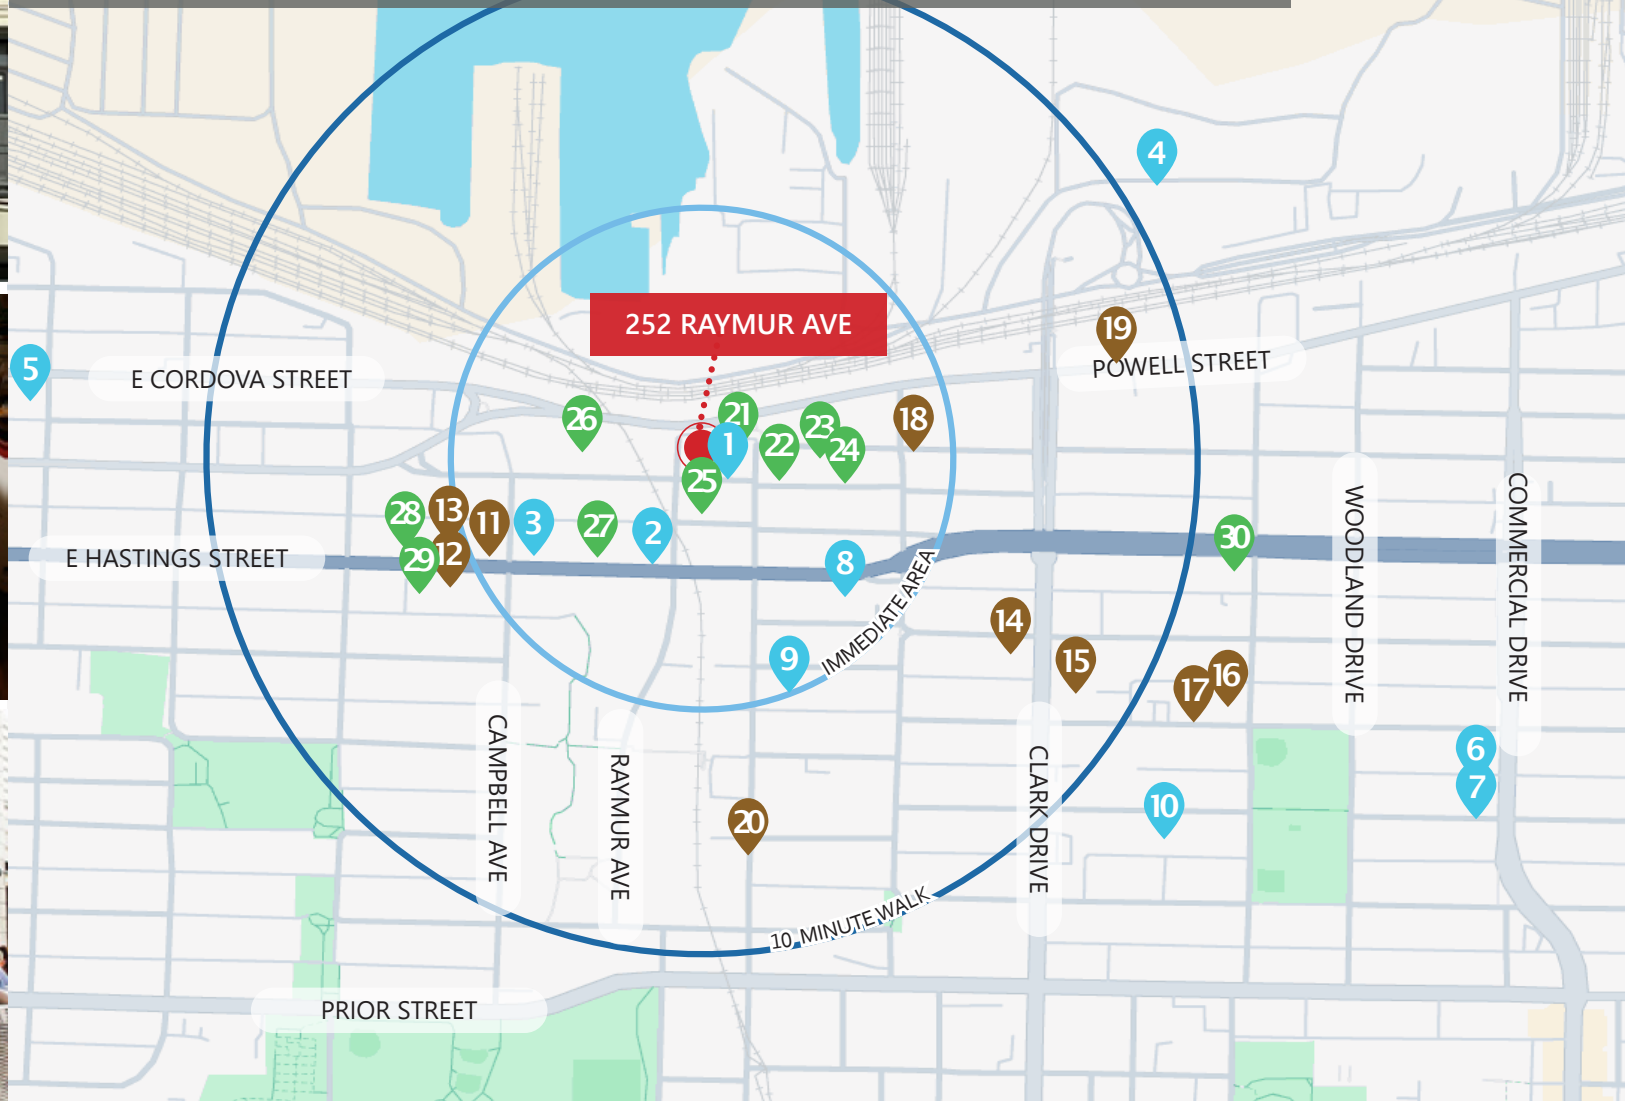 4
252 RAYMUR AVE
19
POWELL STREET
5
E CORDOVA STREET
26
21
23
18
1
22
24
25
28
13
11
3
27
2
30
E HASTINGS STREET
29
12
8
IMMEDIATE AREA
WOODLAND DRIVE
COMMERCIAL DRIVE
14
9
15
16
17
CAMPBELL AVE
RAYMUR AVE
CLARK DRIVE
6
7
10
20
10 MINUTE WALK
PRIOR STREET